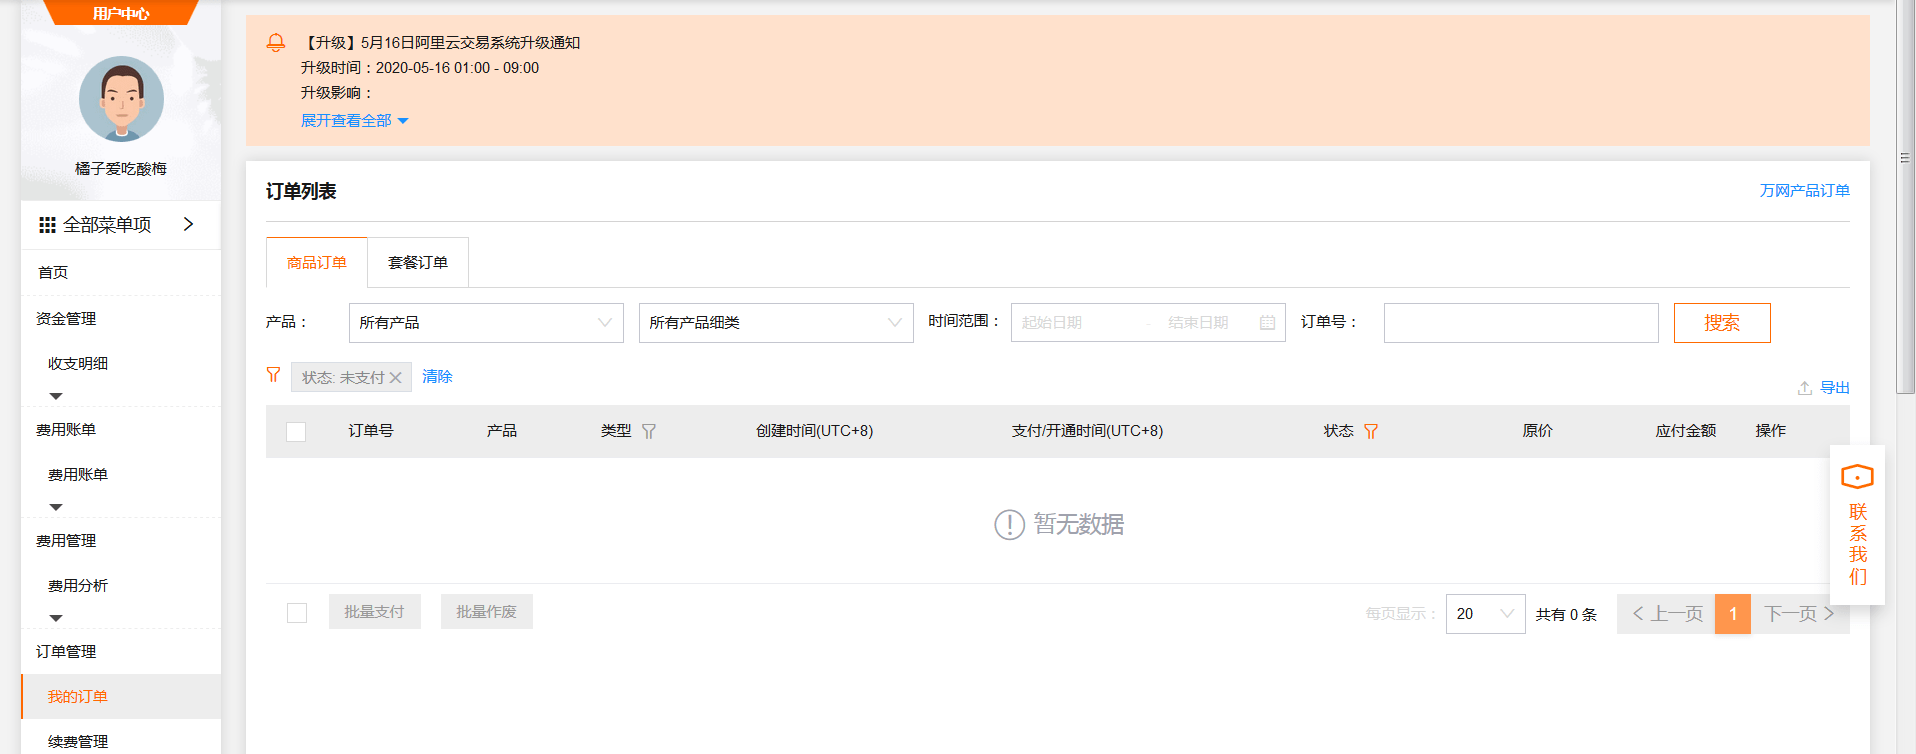 用户中心
橘子爱吃酸梅
全部菜单项
首页
资金管理
收支明细
费用账单
费用账单
费用管理
费用分析
订单管理
我的订单
续费管理
【升级】5月16日阿里云交易系统升级通知
升级时间：2020-05-16 01:00 - 09:00
升级影响：
展开查看全部
订单列表
万网产品订单
商品订单 套餐订单
产品： 所有产品 所有产品细类 时间范围： 起始日期 - 结束日期 订单号： 搜索
状态: 未支付 清除
导出
订单号 产品 类型 创建时间(UTC+8) 支付/开通时间(UTC+8) 状态 原价 应付金额 操作
暂无数据
批量支付 批量作废 每页显示： 20 共有 0 条 上一页 1 下一页
联
系
我
们